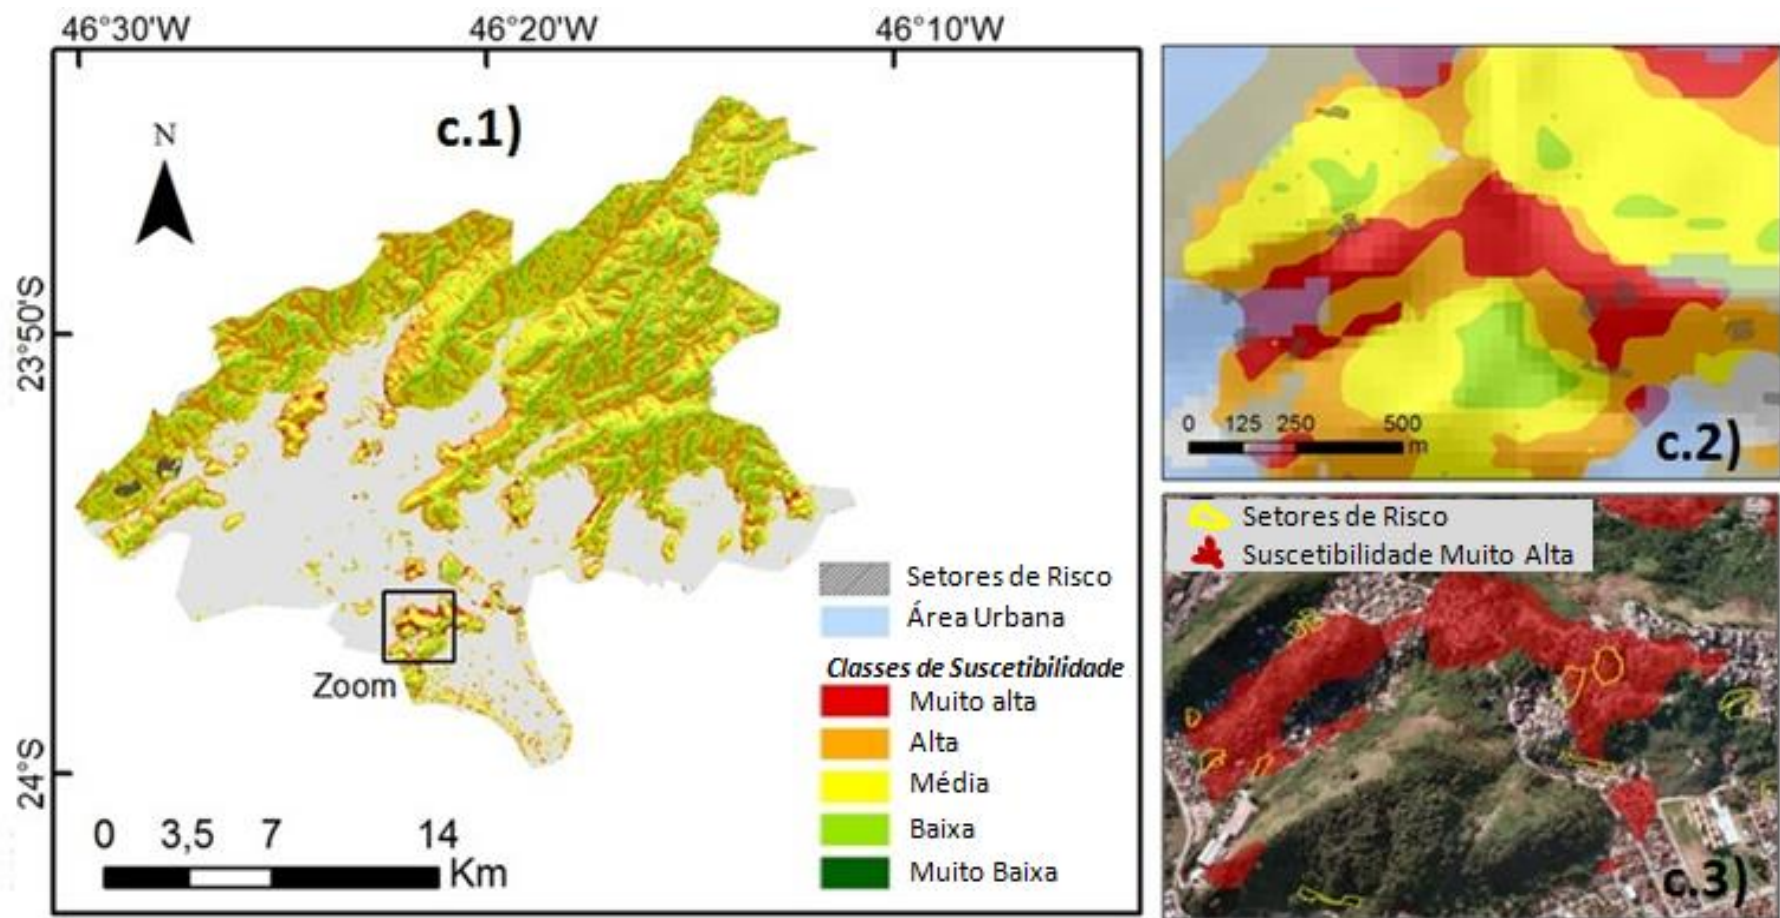 46°30'W 46°20'W 46°10'W
c.1)
N
23°50'S
24°S
Zoom
Setores de Risco
Área Urbana
Classes de Suscetibilidade
Muito alta
Alta
Média
Baixa
Muito Baixa
0 3,5 7 14
Km
0 125 250 500
m
c.2)
Setores de Risco
Suscetibilidade Muito Alta
c.3)